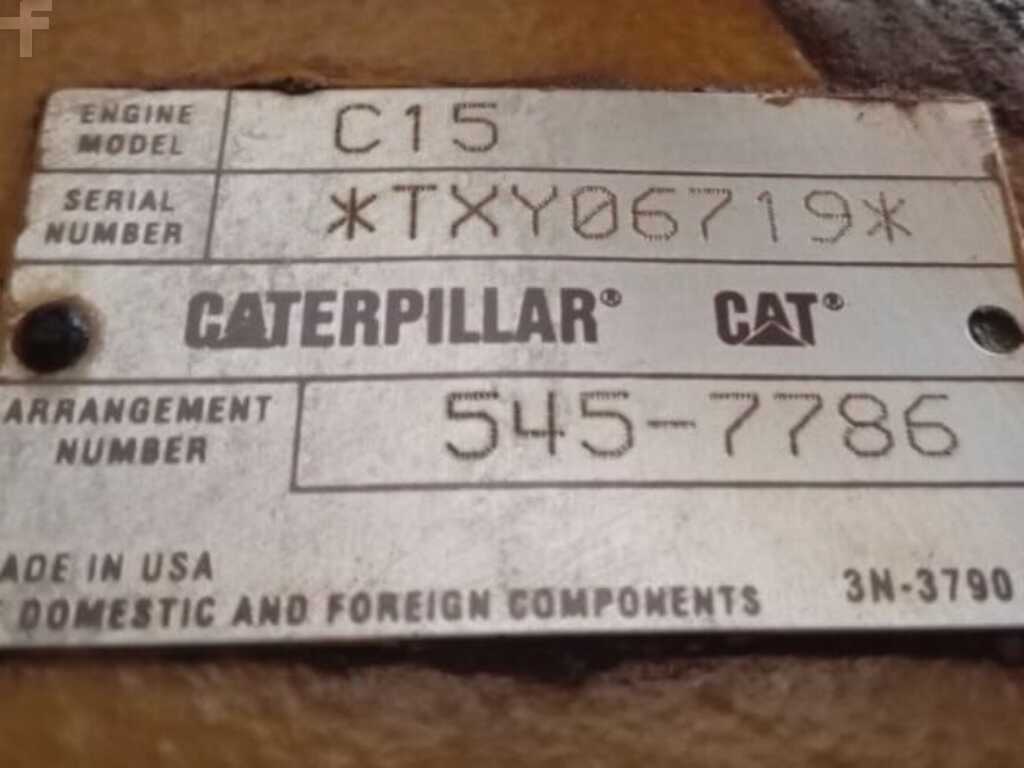 ENGINE
MODEL
C15
SERIAL
NUMBER
*TXY06719*
CATERPILLAR® CAT®
ARRANGEMENT
NUMBER
545-7786
ADE IN USA
DOMESTIC AND FOREIGN COMPONENTS
3N-3790